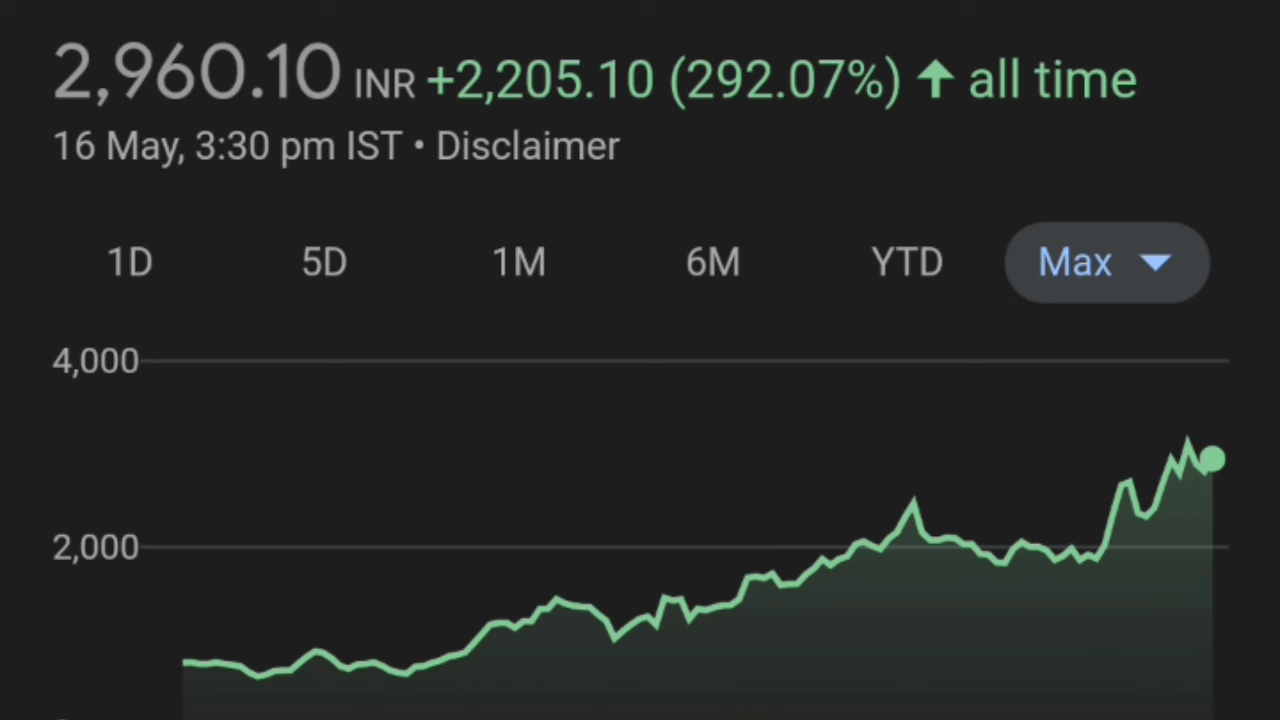 2,960.10 INR +2,205.10 (292.07%) ↑ all time
16 May, 3:30 pm IST • Disclaimer
1D 5D 1M 6M YTD Max
4,000
2,000